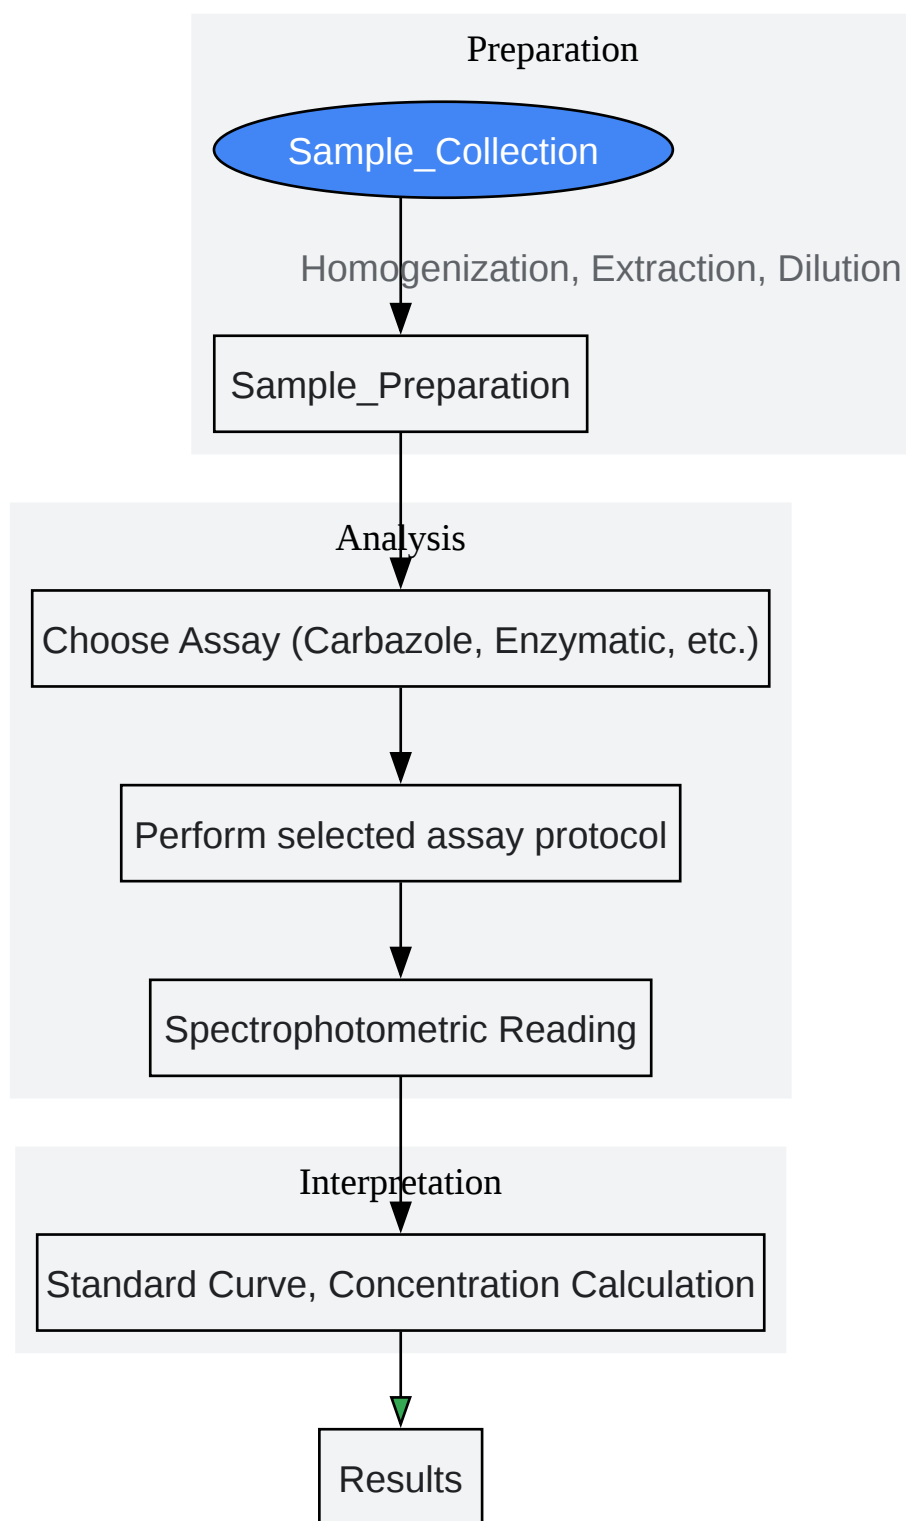 Preparation
Sample_Collection
Homogenization, Extraction, Dilution
Sample_Preparation
Analysis
Choose Assay (Carbazole, Enzymatic, etc.)
Perform selected assay protocol
Spectrophotometric Reading
Interpretation
Standard Curve, Concentration Calculation
Results